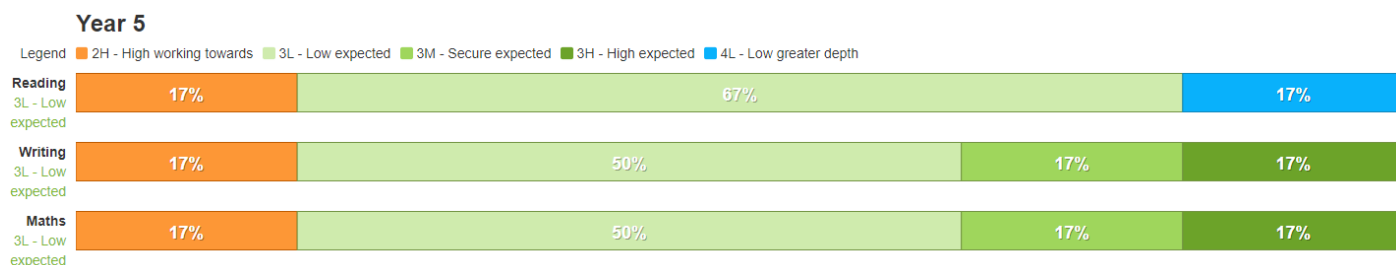 Year 5
Legend 2H - High working towards 3L - Low expected 3M - Secure expected 3H - High expected 4L - Low greater depth
Reading
3L - Low
expected
17% 67% 17%
Writing
3L - Low
expected
17% 50% 17% 17%
Maths
3L - Low
expected
17% 50% 17% 17%